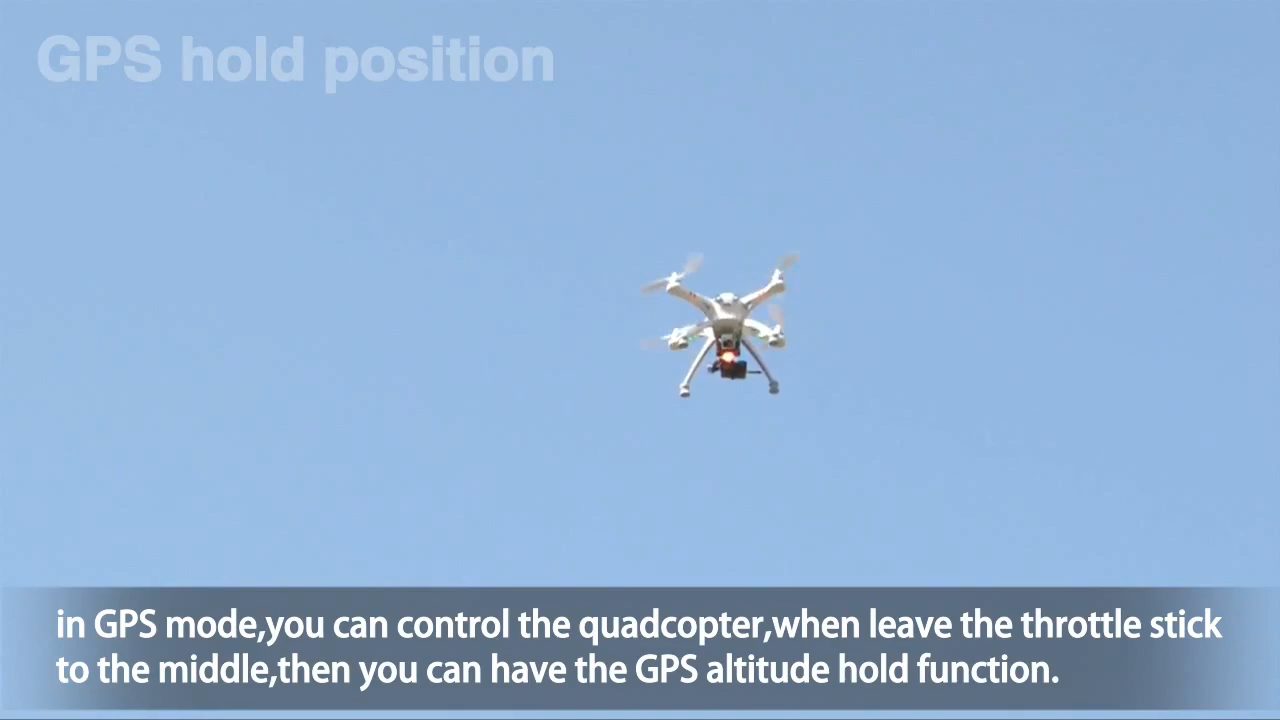 GPS hold position
in GPS mode,you can control the quadcopter,when leave the throttle stick
to the middle,then you can have the GPS altitude hold function.